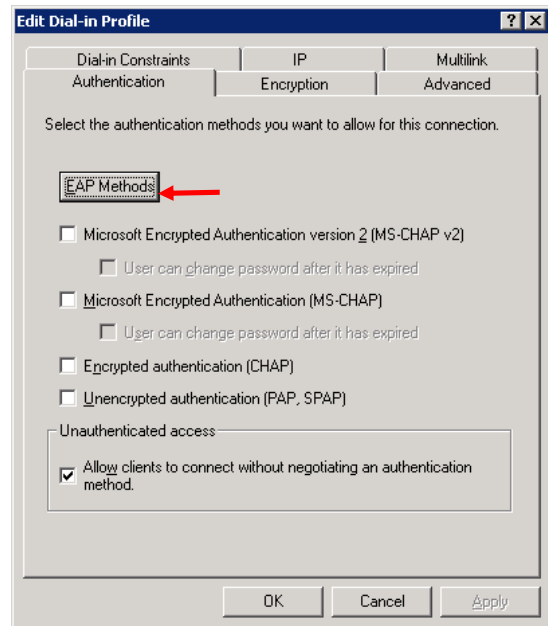 Edit Dial-in Profile
Dial-in Constraints IP Multilink
Authentication Encryption Advanced
Select the authentication methods you want to allow for this connection.
EAP Methods
Microsoft Encrypted Authentication version 2 (MS-CHAP v2)
User can change password after it has expired
Microsoft Encrypted Authentication (MS-CHAP)
User can change password after it has expired
Encrypted authentication (CHAP)
Unencrypted authentication (PAP, SPAP)
Unauthenticated access
Allow clients to connect without negotiating an authentication
method.
OK Cancel Apply